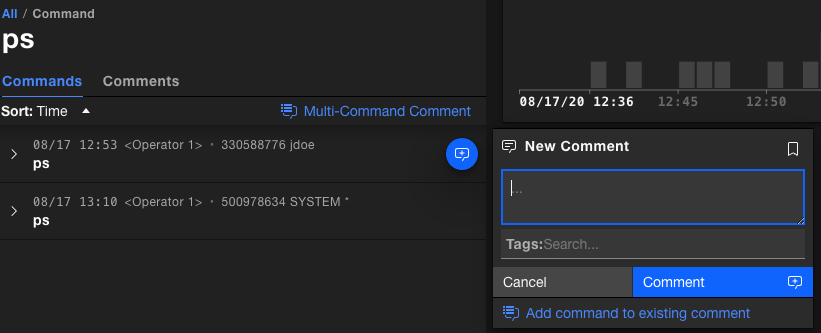 All / Command
ps
Commands Comments
Sort: Time
Multi-Command Comment
08/17 12:53 <Operator 1> · 330588776 jdoe
ps
08/17 13:10 <Operator 1> · 500978634 SYSTEM *
ps
08/17/20 12:36 12:45 12:50
New Comment
...
Tags: Search...
Cancel Comment
Add command to existing comment